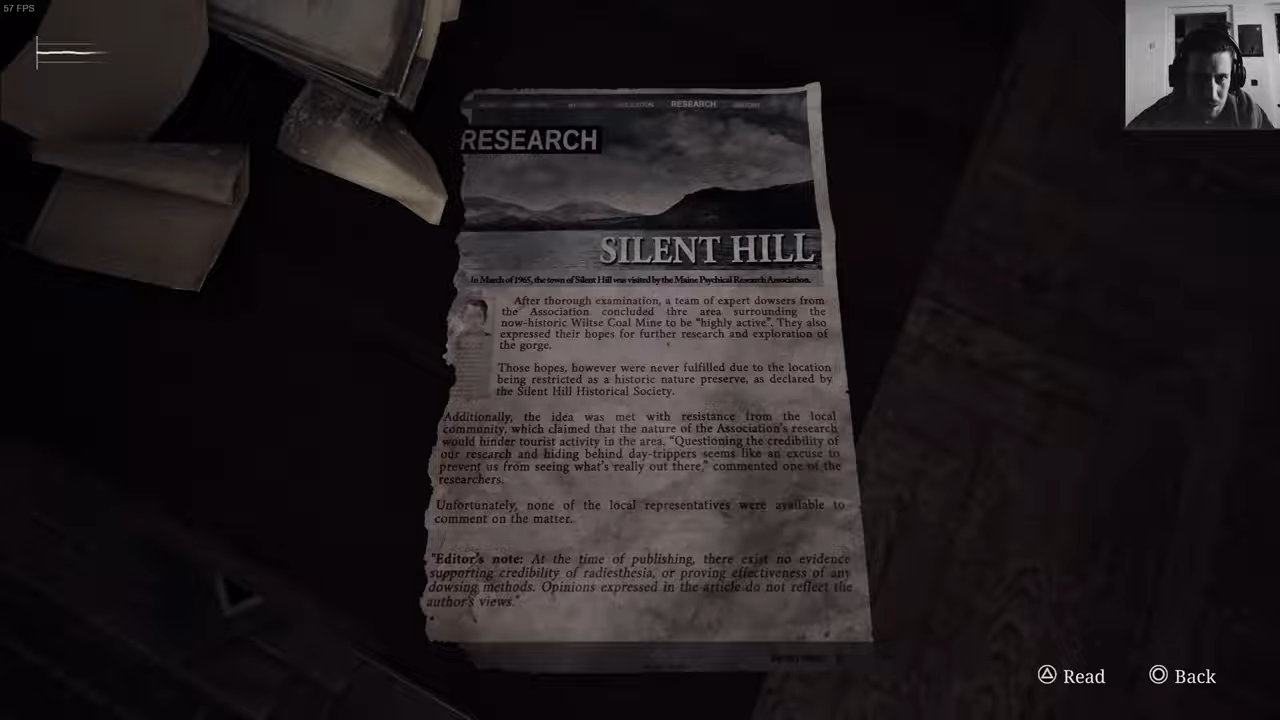 57 FPS
RESEARCH HISTORY
RESEARCH
SILENT HILL
In March of 1965, the town of Silent Hill was visited by the Maine Psychical Research Association.
After thorough examination, a team of expert dowsers from
the Association concluded thre area surrounding the
now-historic Wiltse Coal Mine to be "highly active". They also
expressed their hopes for further research and exploration of
the gorge.
Those hopes, however were never fulfilled due to the location
being restricted as a historic nature preserve, as declared by
the Silent Hill Historical Society.
Additionally, the idea was met with resistance from the local
community, which claimed that the nature of the Association's research
would hinder tourist activity in the area. "Questioning the credibility of
our research and hiding behind day-trippers seems like an excuse to
prevent us from seeing what's really out there," commented one of the
researchers.
Unfortunately, none of the local representatives were available to
comment on the matter.
"Editor's note: At the time of publishing, there exist no evidence
supporting credibility of radiesthesia, or proving effectiveness of any
dowsing methods. Opinions expressed in the article do not reflect the
author's views."
Read
Back